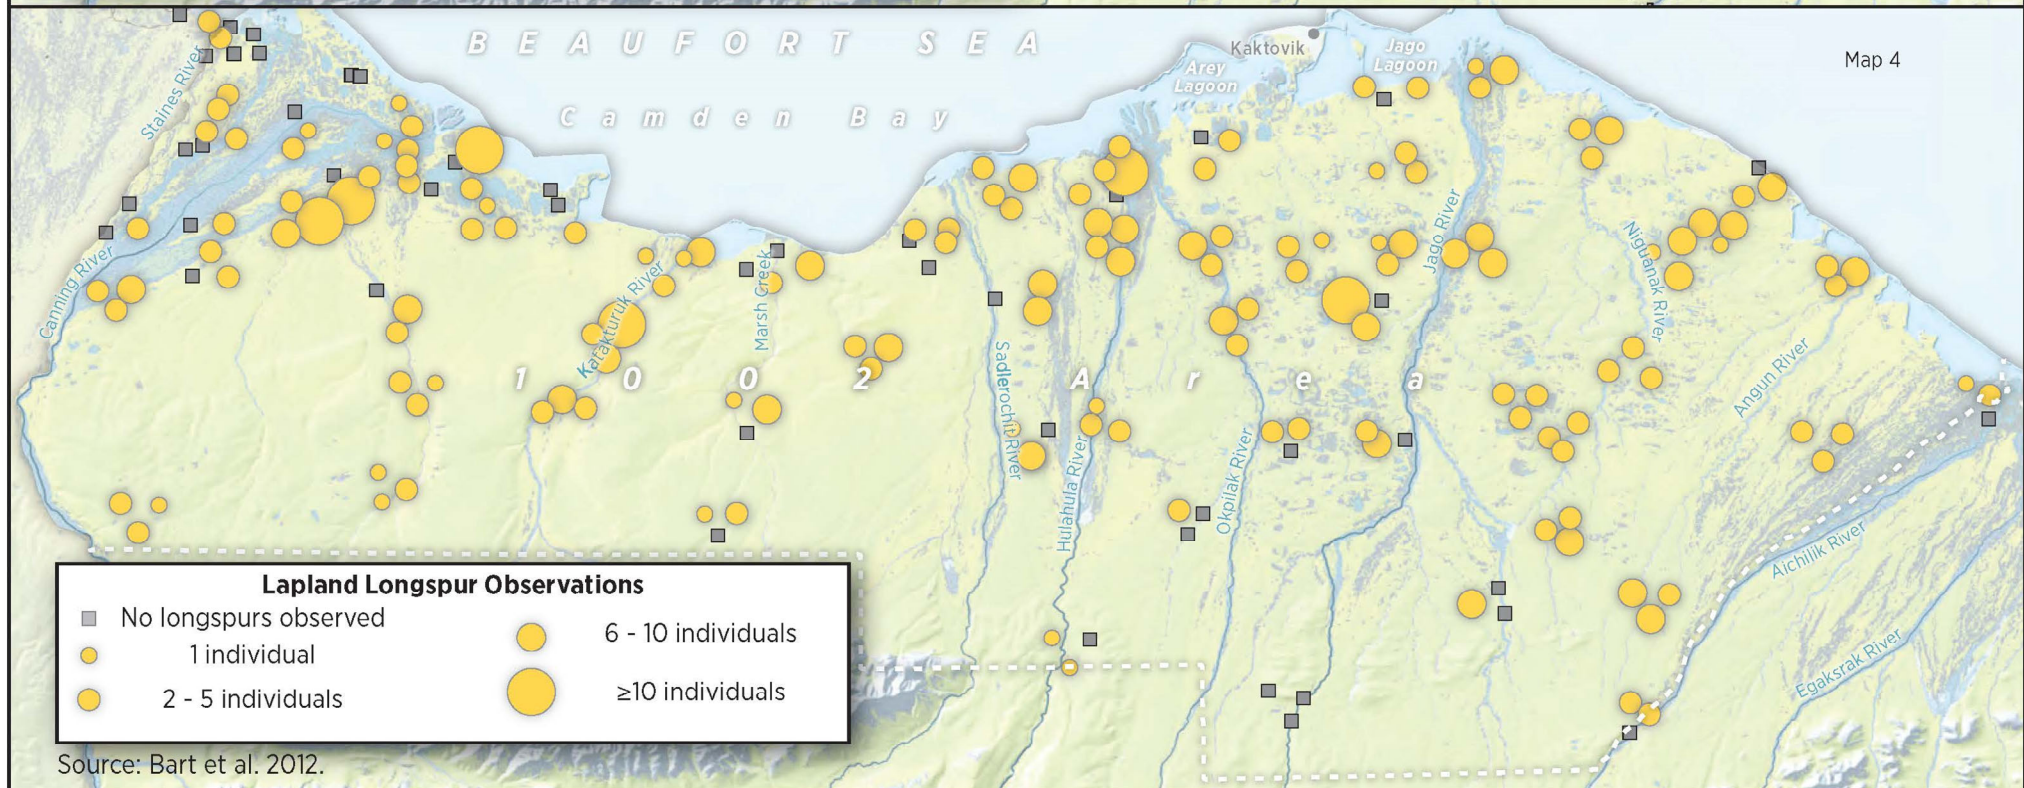 BEAUFORT SEA
Camden Bay
Kaktovik
Jago
Lagoon
Arey
Lagoon
Map 4
Staines River
Canning River
Katakturuk River
Marsh Creek
Sadlerochit River
Hulahula River
Okpilak River
Jago River
Niguanak River
Angun River
Aichilik River
Egaksrak River
1002 Area
Lapland Longspur Observations
No longspurs observed
1 individual
2 - 5 individuals
6 - 10 individuals
≥10 individuals
Source: Bart et al. 2012.